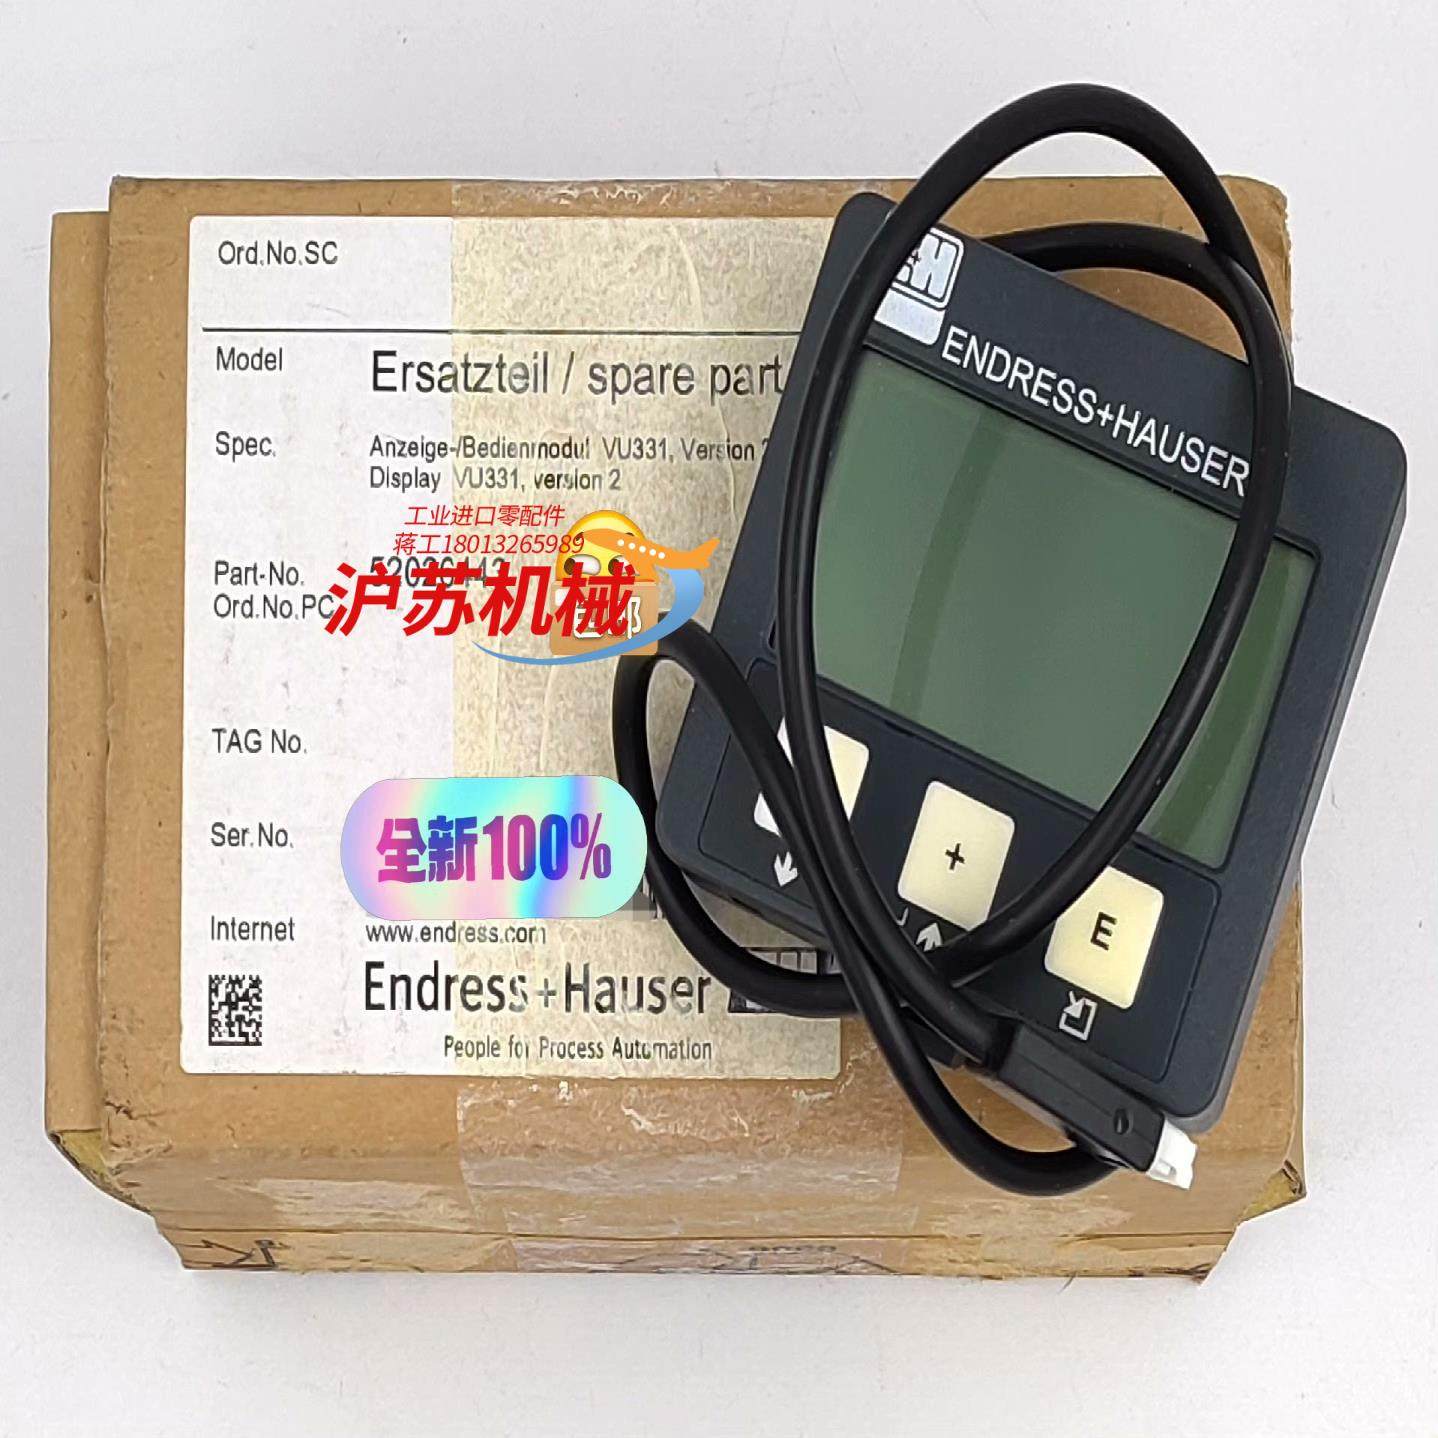 Ord.No.SC
Model Ersatzteil / spare part
Spec. Anzeige-/Bedienmodul VU331, Version 2
Display VU331, version 2
工业进口零配件
蒋工18013265989
Part-No. 52026443
Ord.No.PC
沪苏机械
包邮
TAG No.
全新100%
Ser.No.
Internet www.endress.com
Endress+Hauser
People for Process Automation
ENDRESS+HAUSER
+
E